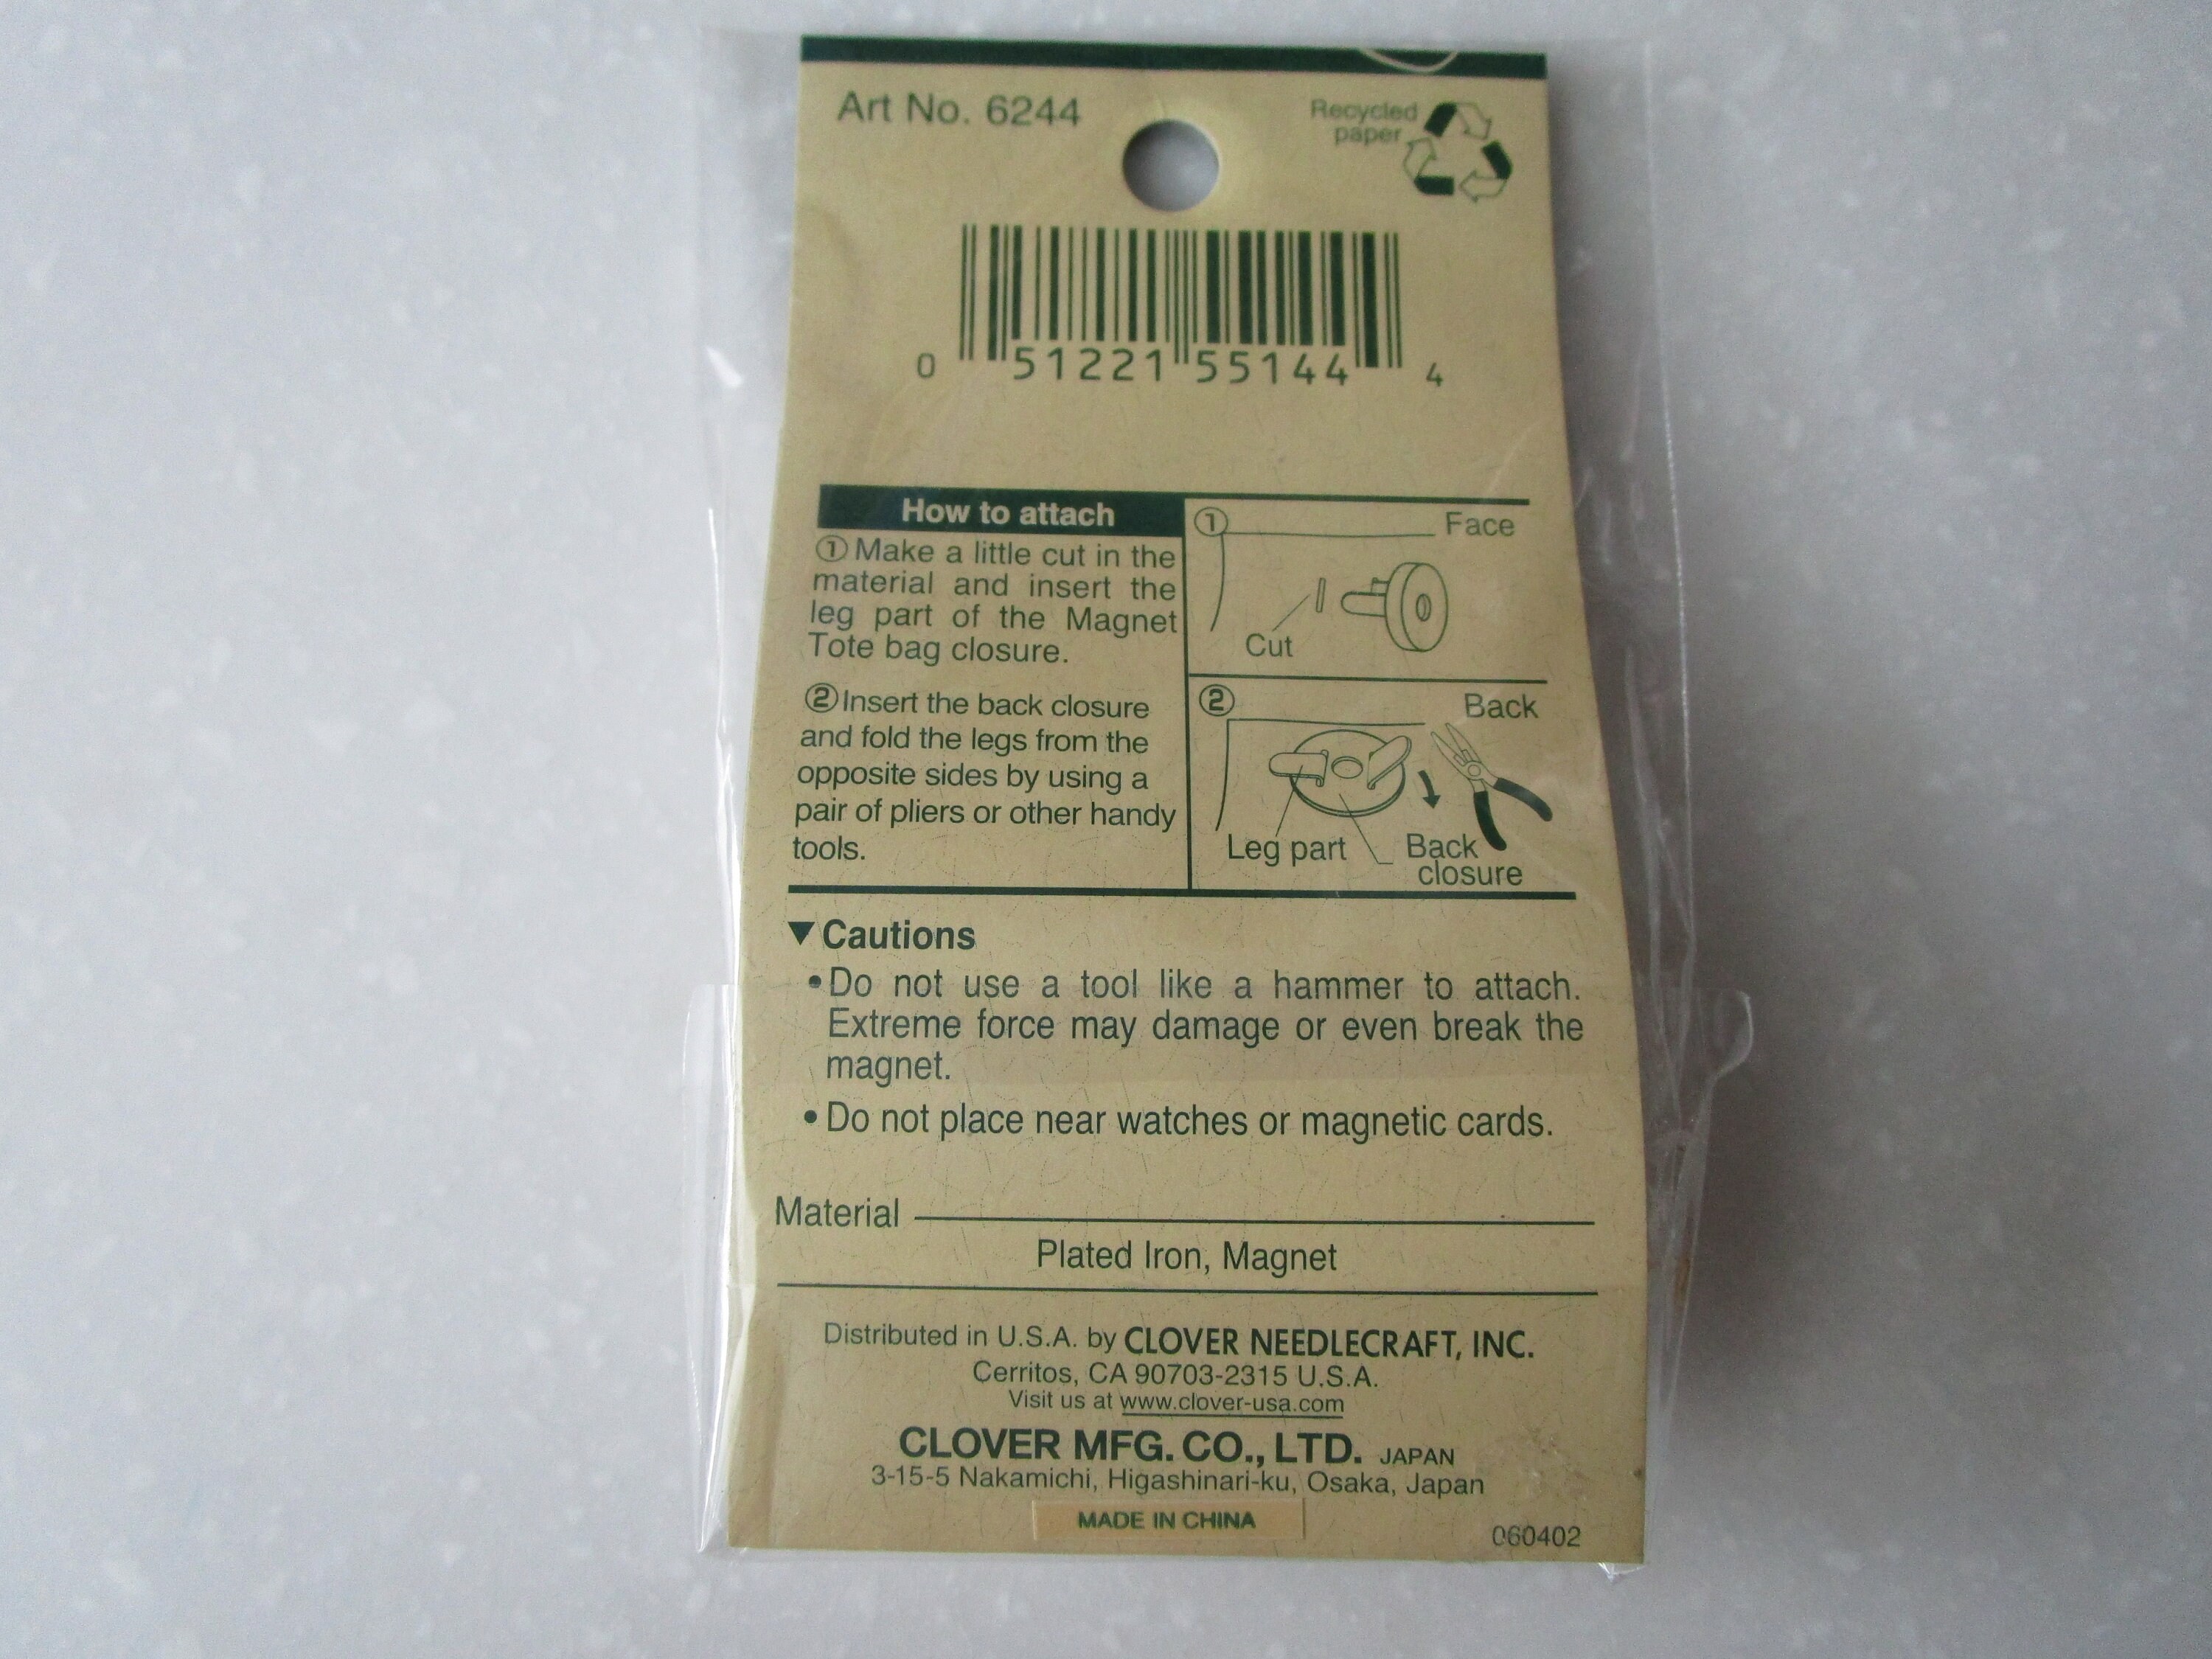 Art No. 6244
Recycled
paper
0 51221 55144 4
How to attach
① Make a little cut in the
material and insert the
leg part of the Magnet
Tote bag closure.
② Insert the back closure
and fold the legs from the
opposite sides by using a
pair of pliers or other handy
tools.
① Face
Cut
② Back
Leg part
Back
closure
▼ Cautions
• Do not use a tool like a hammer to attach.
Extreme force may damage or even break the
magnet.
• Do not place near watches or magnetic cards.
Material
Plated Iron, Magnet
Distributed in U.S.A. by CLOVER NEEDLECRAFT, INC.
Cerritos, CA 90703-2315 U.S.A.
Visit us at www.clover-usa.com
CLOVER MFG. CO., LTD. JAPAN
3-15-5 Nakamichi, Higashinari-ku, Osaka, Japan
MADE IN CHINA
060402